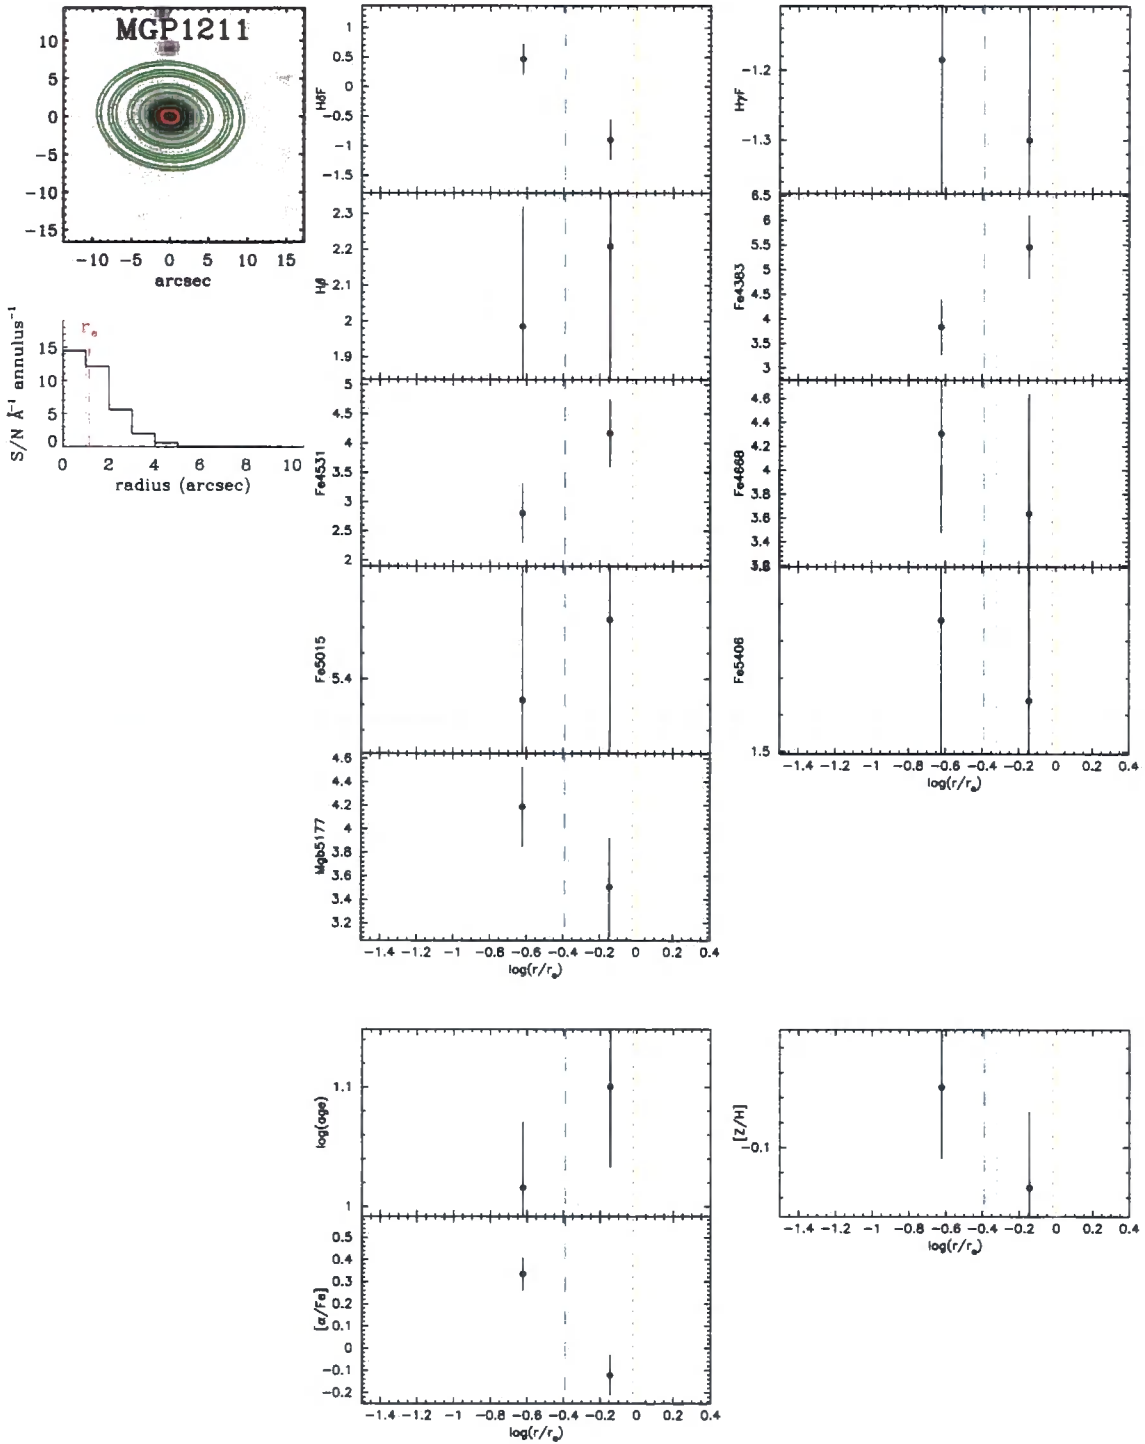 MGP1211
10
5
0
−5
−10
−15
−10 −5 0 5 10 15
arcsec
S/N Å⁻¹ annulus⁻¹
rₑ
15
10
5
0
0 2 4 6 8 10
radius (arcsec)
HδF
1
0.5
0
−0.5
−1
−1.5
Hβ
2.3
2.2
2.1
2
1.9
Fe4531
5
4.5
4
3.5
3
2.5
2
Fe5015
5.4
Mgb5177
4.6
4.4
4.2
4
3.8
3.6
3.4
3.2
−1.4 −1.2 −1 −0.8 −0.6 −0.4 −0.2 0 0.2 0.4
log(r/rₑ)
HγF
−1.2
−1.3
Fe4383
6.5
6
5.5
5
4.5
4
3.5
3
Fe4668
4.6
4.4
4.2
4
3.8
3.6
3.4
Fe5406
1.5
−1.4 −1.2 −1 −0.8 −0.6 −0.4 −0.2 0 0.2 0.4
log(r/rₑ)
log(age)
1.1
1
[α/Fe]
0.5
0.4
0.3
0.2
0.1
0
−0.1
−0.2
−1.4 −1.2 −1 −0.8 −0.6 −0.4 −0.2 0 0.2 0.4
log(r/rₑ)
[Z/H]
−0.1
−1.4 −1.2 −1 −0.8 −0.6 −0.4 −0.2 0 0.2 0.4
log(r/rₑ)